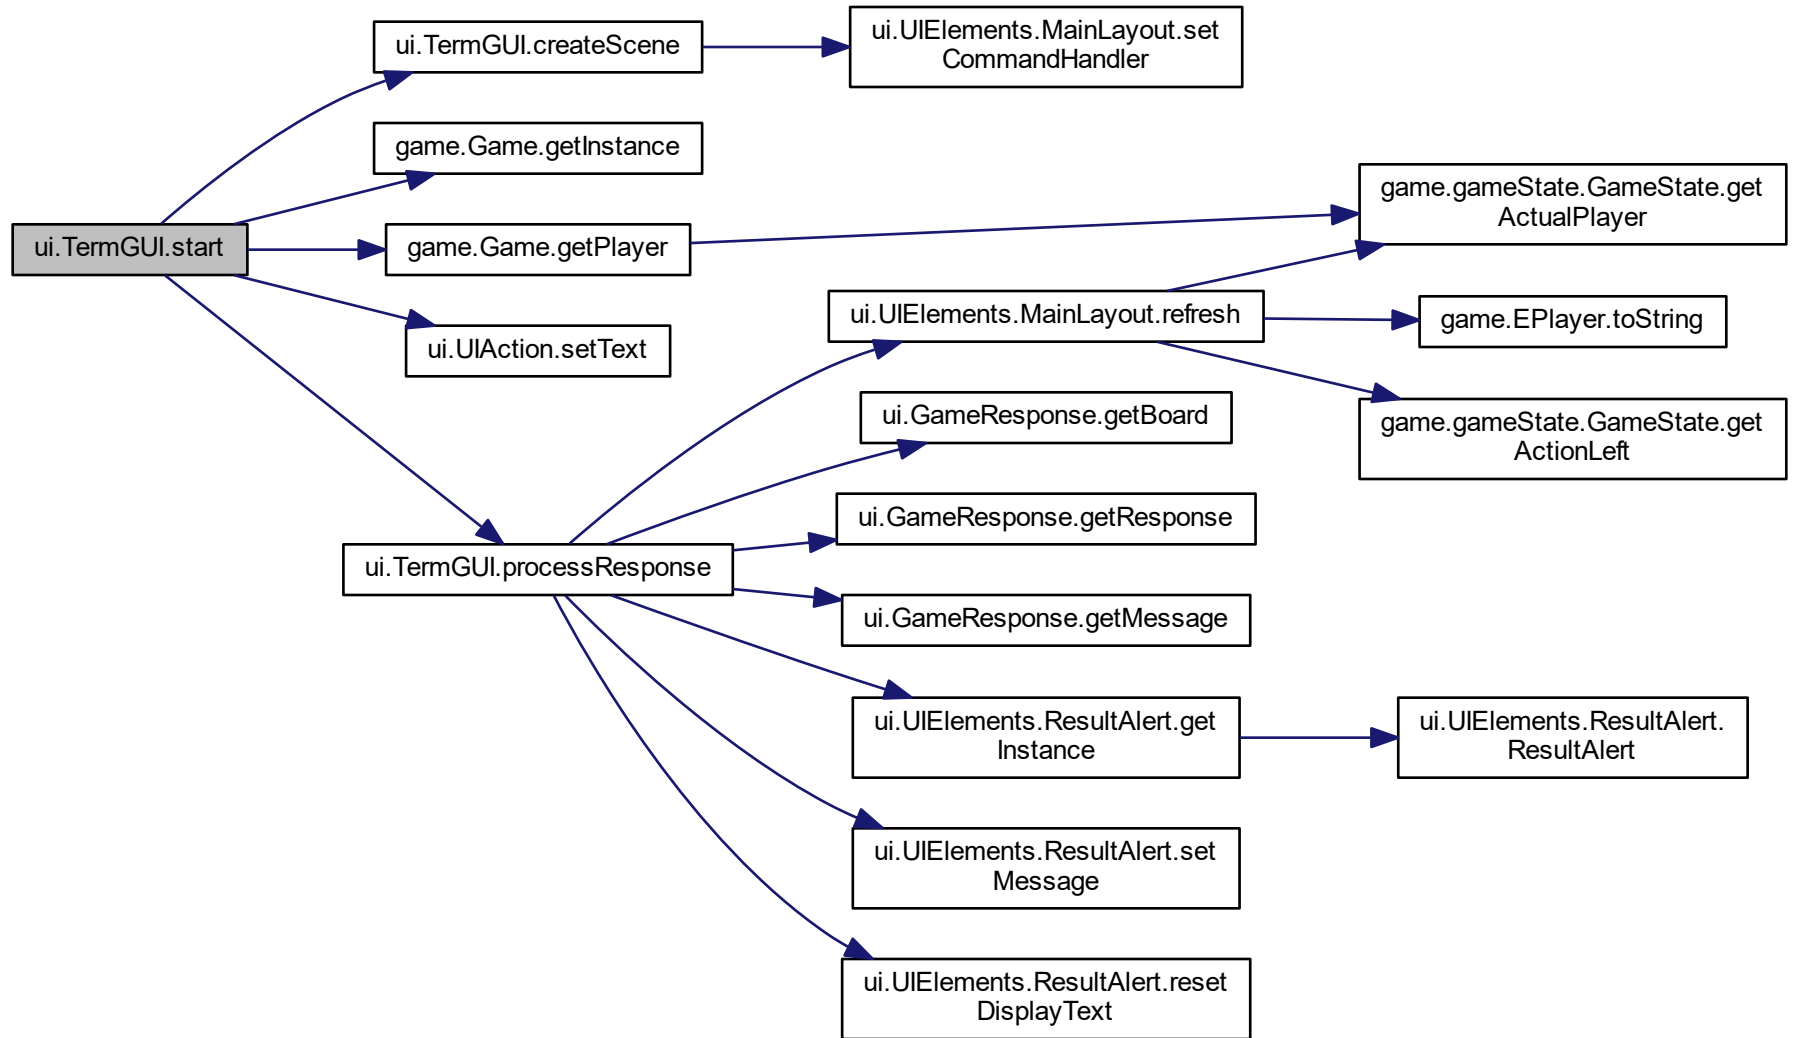 ui.TermGUI.createScene
ui.UIElements.MainLayout.set
CommandHandler
game.Game.getInstance
game.gameState.GameState.get
ActualPlayer
ui.TermGUI.start
game.Game.getPlayer
ui.UIElements.MainLayout.refresh
game.EPlayer.toString
ui.UIAction.setText
ui.GameResponse.getBoard
game.gameState.GameState.get
ActionLeft
ui.GameResponse.getResponse
ui.TermGUI.processResponse
ui.GameResponse.getMessage
ui.UIElements.ResultAlert.get
Instance
ui.UIElements.ResultAlert.
ResultAlert
ui.UIElements.ResultAlert.set
Message
ui.UIElements.ResultAlert.reset
DisplayText